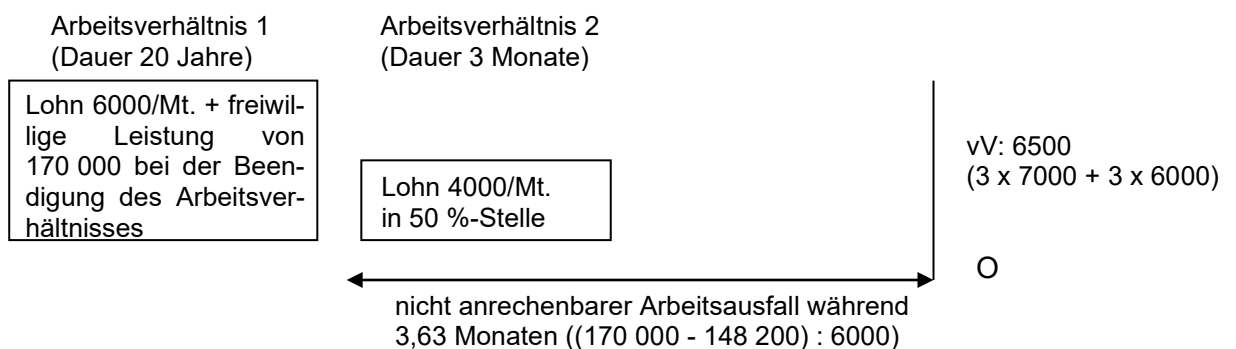 Arbeitsverhältnis 1
(Dauer 20 Jahre)
Arbeitsverhältnis 2
(Dauer 3 Monate)
Lohn 6000/Mt. + freiwil-
lige Leistung von
170 000 bei der Been-
digung des Arbeitsver-
hältnisses
Lohn 4000/Mt.
in 50 %-Stelle
vV: 6500
(3 x 7000 + 3 x 6000)
O
nicht anrechenbarer Arbeitsausfall während
3,63 Monaten ((170 000 - 148 200) : 6000)